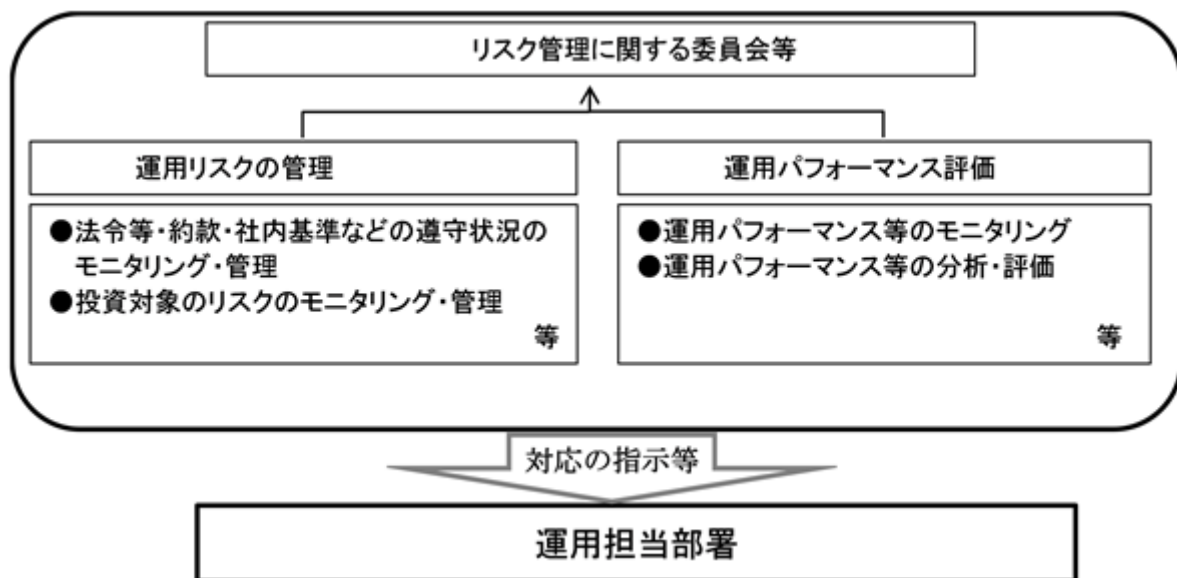 リスク管理に関する委員会等
運用リスクの管理
●法令等・約款・社内基準などの遵守状況の
モニタリング・管理
●投資対象のリスクのモニタリング・管理
等
運用パフォーマンス評価
●運用パフォーマンス等のモニタリング
●運用パフォーマンス等の分析・評価
等
対応の指示等
運用担当部署